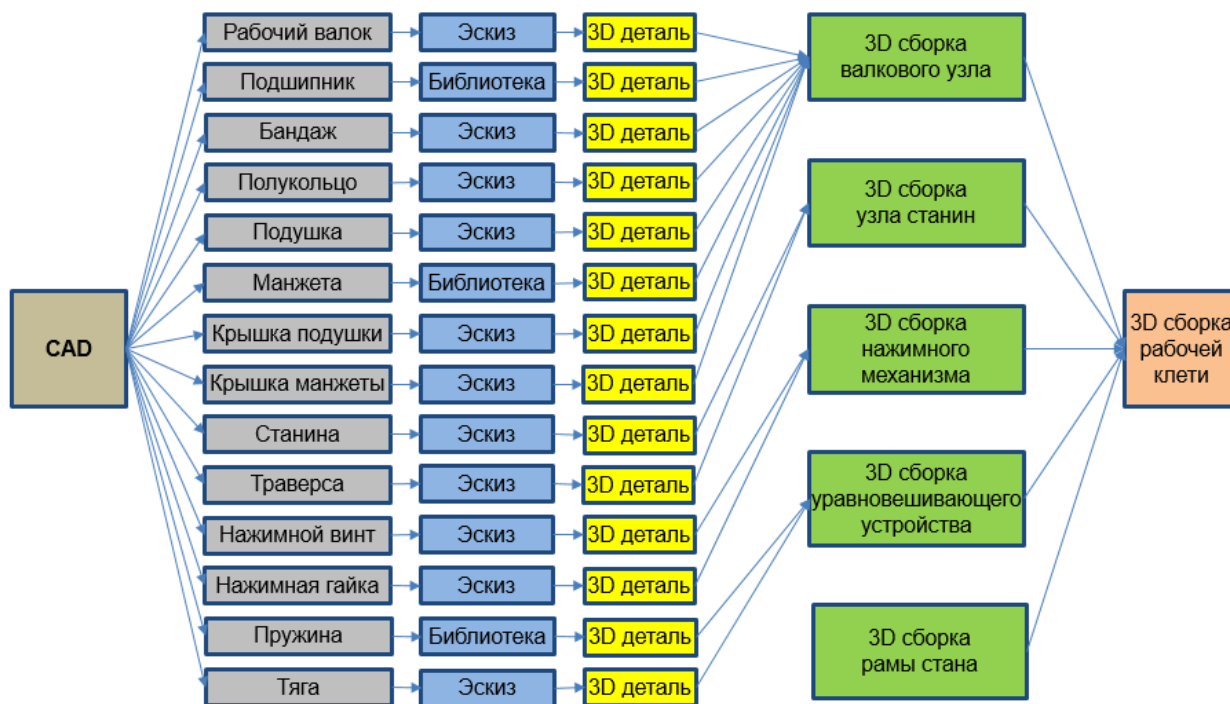 CAD
Рабочий валок
Эскиз
3D деталь
Подшипник
Библиотека
3D деталь
Бандаж
Эскиз
3D деталь
Полукольцо
Эскиз
3D деталь
Подушка
Эскиз
3D деталь
Манжета
Библиотека
3D деталь
Крышка подушки
Эскиз
3D деталь
Крышка манжеты
Эскиз
3D деталь
Станина
Эскиз
3D деталь
Траверса
Эскиз
3D деталь
Нажимной винт
Эскиз
3D деталь
Нажимная гайка
Эскиз
3D деталь
Пружина
Библиотека
3D деталь
Тяга
Эскиз
3D деталь
3D сборка
валкового узла
3D сборка
узла станин
3D сборка
нажимного
механизма
3D сборка
уравновешивающего
устройства
3D сборка
рамы стана
3D сборка
рабочей
клети